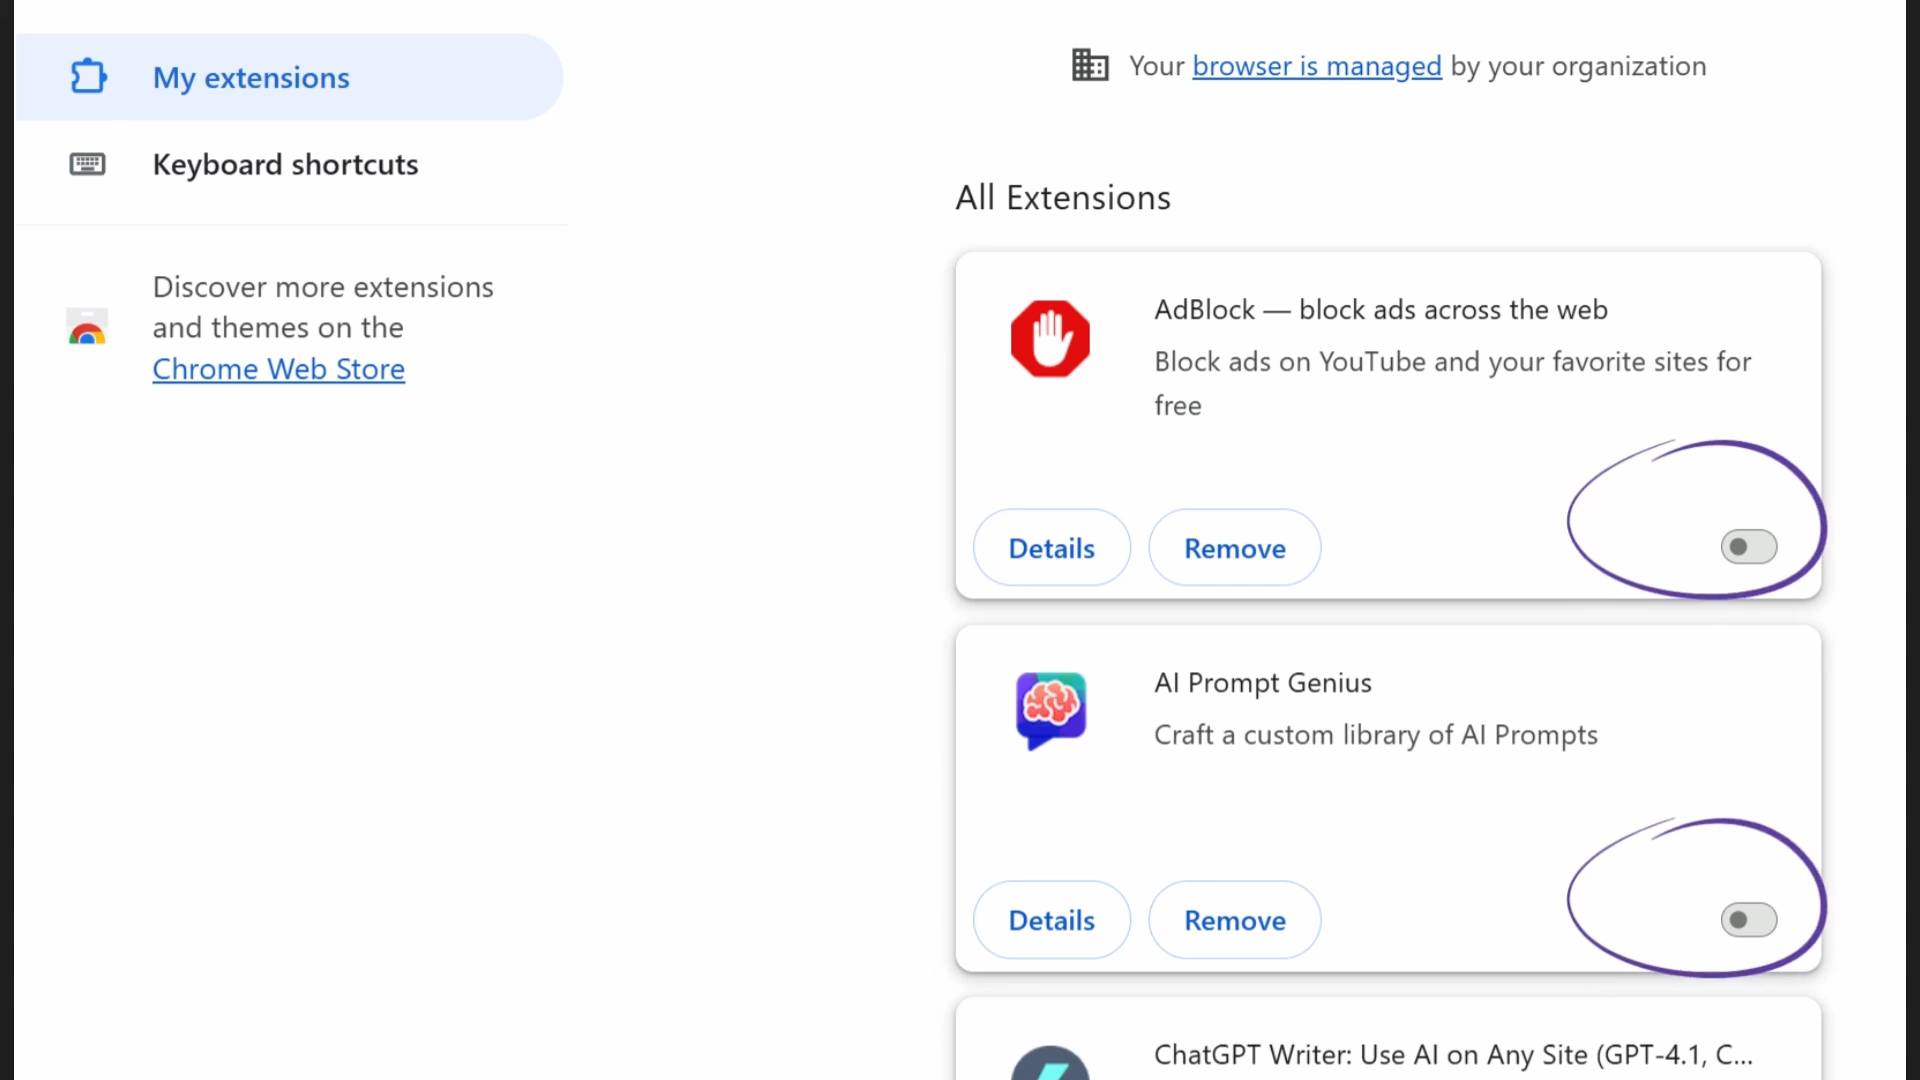 My extensions
Keyboard shortcuts
Discover more extensions
and themes on the
Chrome Web Store
Your browser is managed by your organization
All Extensions
AdBlock — block ads across the web
Block ads on YouTube and your favorite sites for
free
Details
Remove
AI Prompt Genius
Craft a custom library of AI Prompts
Details
Remove
ChatGPT Writer: Use AI on Any Site (GPT-4.1, C...